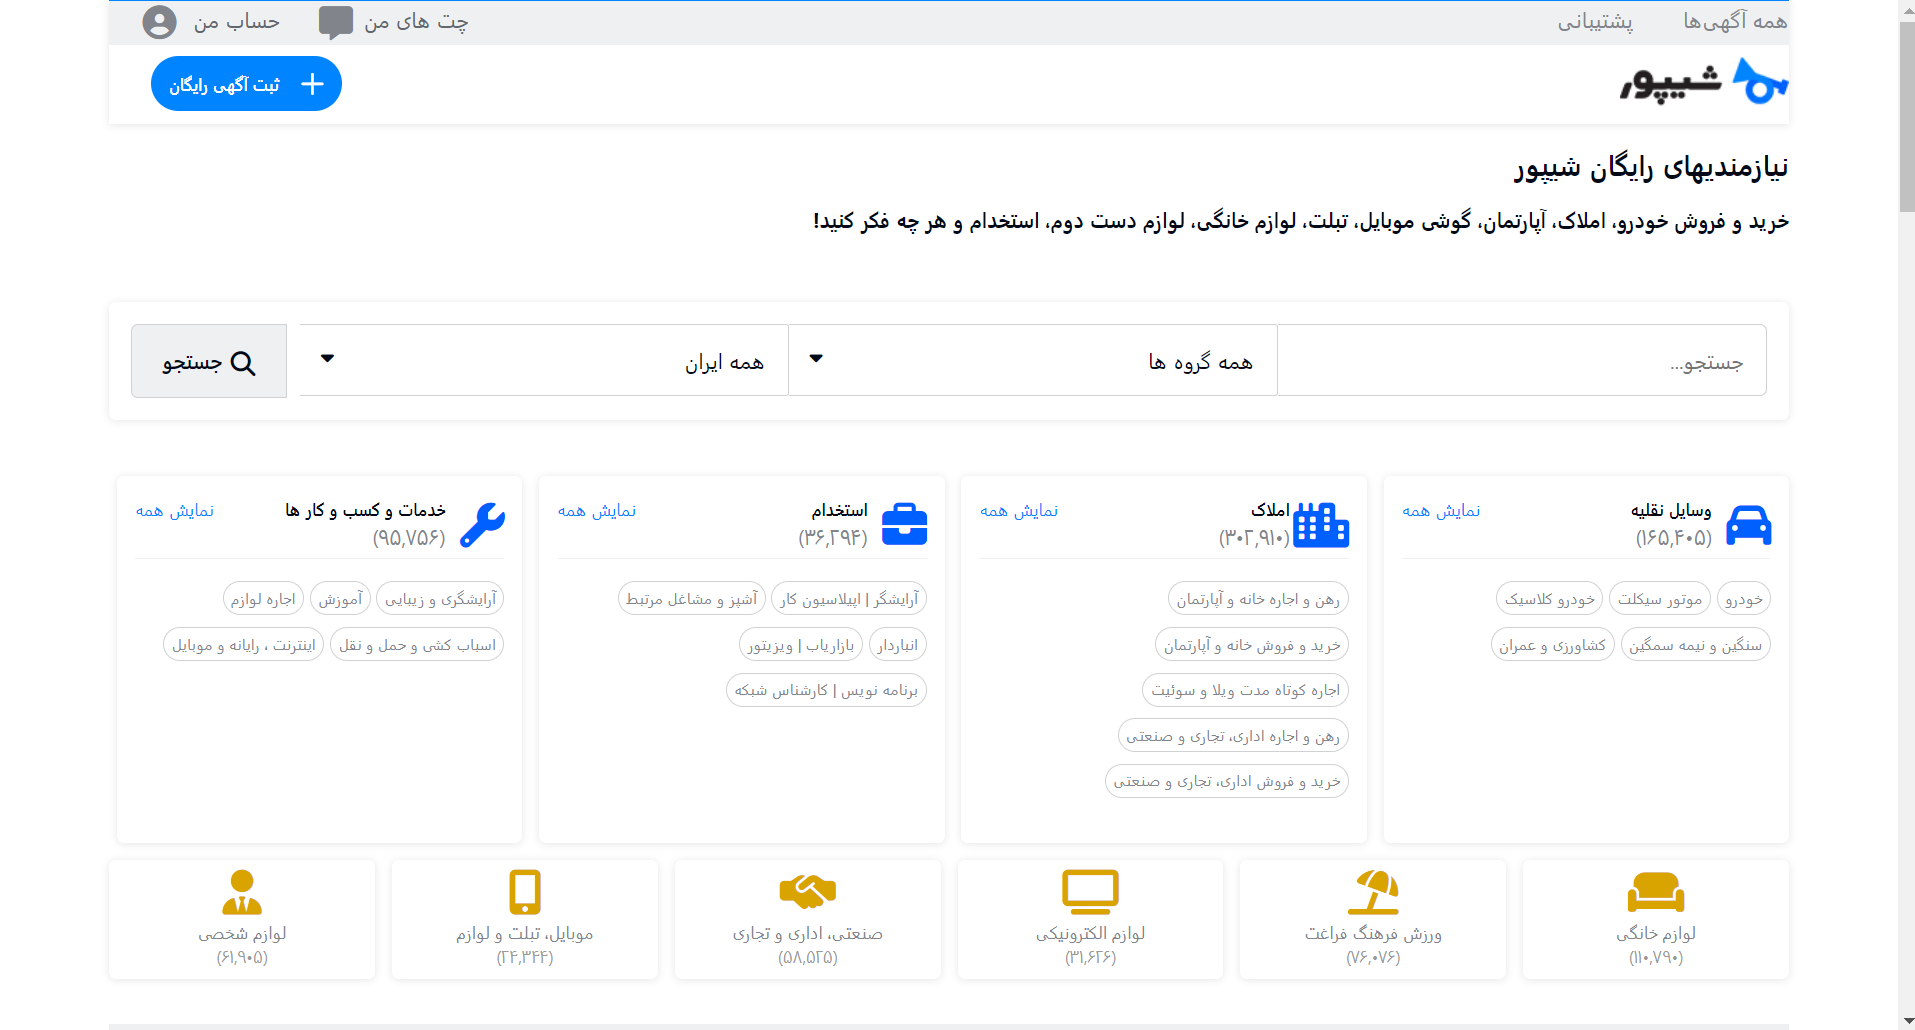 همه آگهی‌ها
پشتیبانی
چت های من
حساب من
شیپور
ثبت آگهی رایگان
نیازمندیهای رایگان شیپور
خرید و فروش خودرو، املاک، آپارتمان، گوشی موبایل، تبلت، لوازم خانگی، لوازم دست دوم، استخدام و هر چه فکر کنید!
جستجو...
همه گروه ها
همه ایران
جستجو
وسایل نقلیه
(۱۶۵,۴۰۵)
نمایش همه
خودرو
موتور سیکلت
خودرو کلاسیک
سنگین و نیمه سمگین
کشاورزی و عمران
املاک
(۳۰۲,۹۱۰)
نمایش همه
رهن و اجاره خانه و آپارتمان
خرید و فروش خانه و آپارتمان
اجاره کوتاه مدت ویلا و سوئیت
رهن و اجاره اداری، تجاری و صنعتی
خرید و فروش اداری، تجاری و صنعتی
استخدام
(۳۶,۲۹۴)
نمایش همه
آرایشگر | اپیلاسیون کار
آشپز و مشاغل مرتبط
انباردار
بازاریاب | ویزیتور
برنامه نویس | کارشناس شبکه
خدمات و کسب و کار ها
(۹۵,۷۵۶)
نمایش همه
آرایشگری و زیبایی
آموزش
اجاره لوازم
اسباب کشی و حمل و نقل
اینترنت ، رایانه و موبایل
لوازم خانگی
(۱۱۰,۷۹۰)
ورزش فرهنگ فراغت
(۷۶,۰۷۶)
لوازم الکترونیکی
(۳۱,۶۲۶)
صنعتی، اداری و تجاری
(۵۸,۵۲۵)
موبایل، تبلت و لوازم
(۲۴,۳۴۴)
لوازم شخصی
(۶۱,۹۰۵)